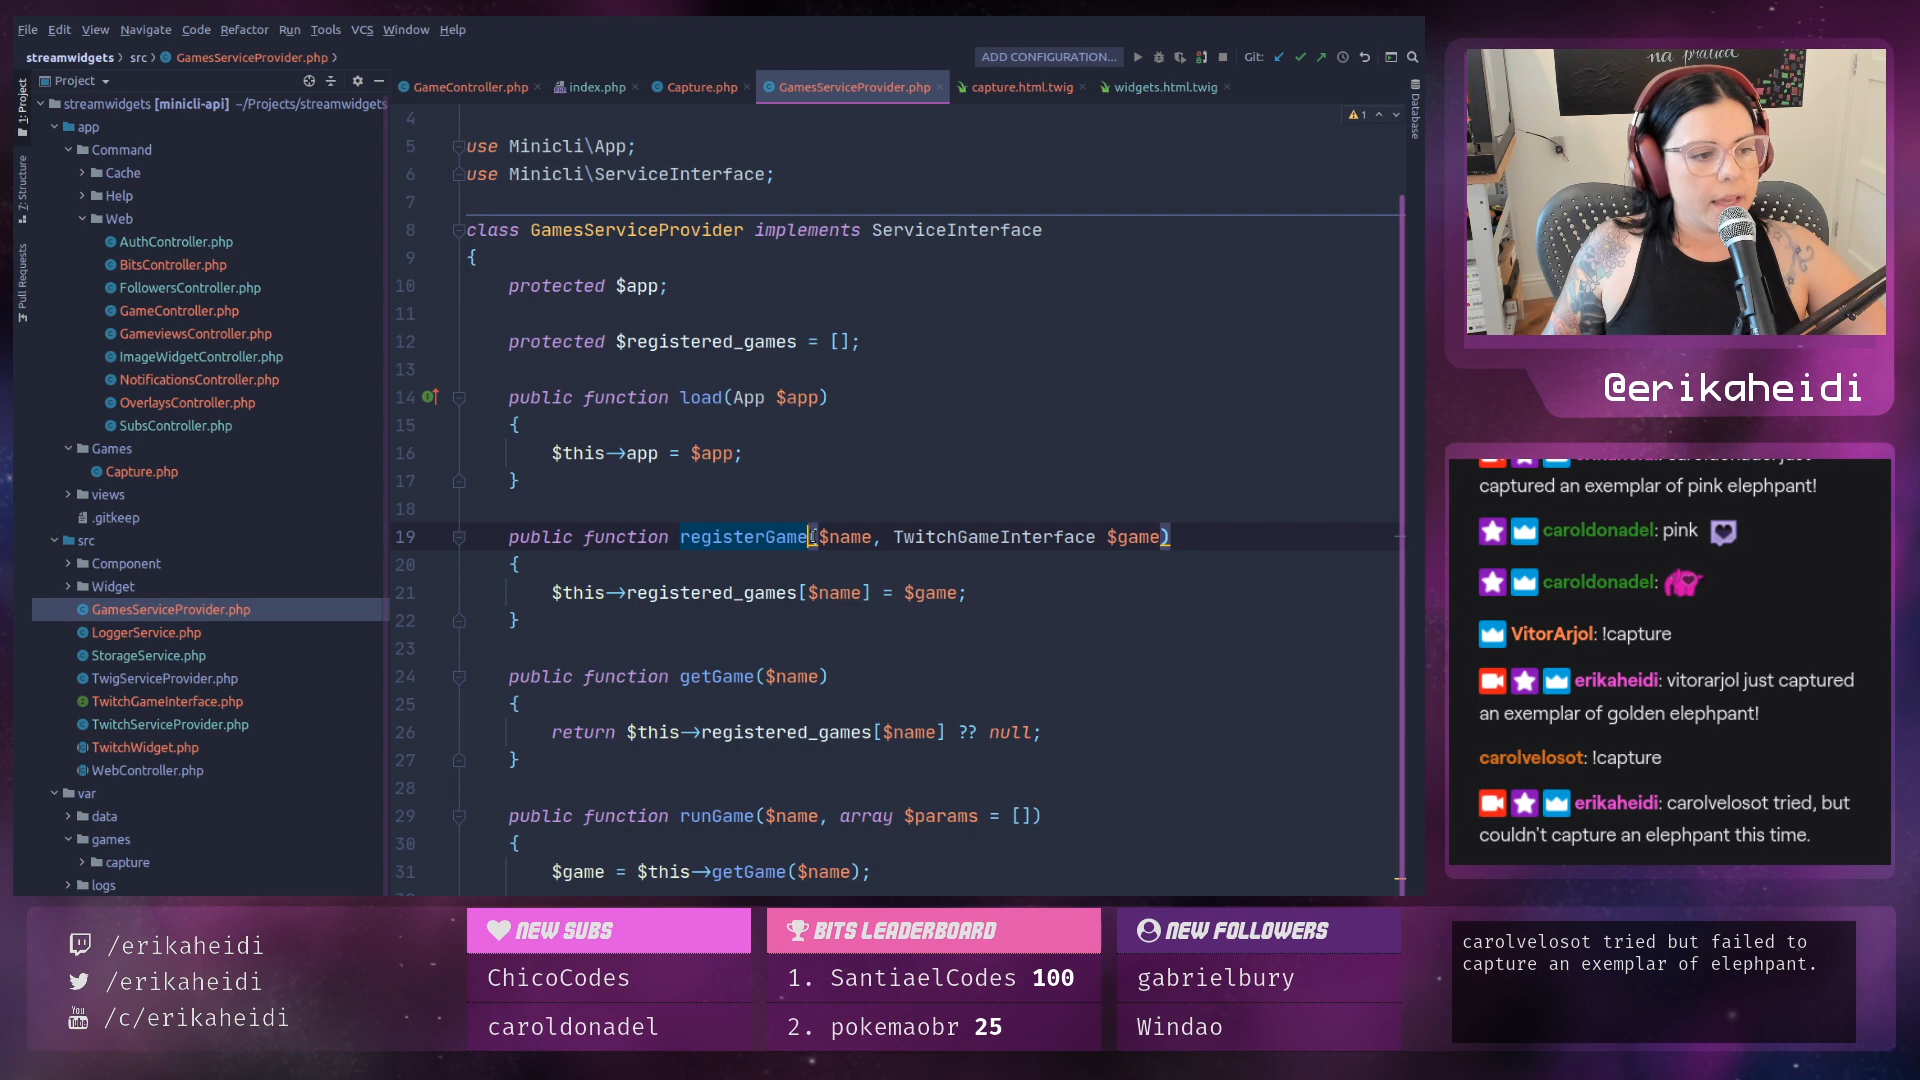 File Edit View Navigate Code Refactor Run Tools VCS Window Help
streamwidgets › src › GamesServiceProvider.php ›
ADD CONFIGURATION...
Git:
Project
GameController.php
index.php
Capture.php
GamesServiceProvider.php
capture.html.twig
widgets.html.twig
1: Project
7: Structure
Pull Requests
Database
1
streamwidgets [minicli-api] ~/Projects/streamwidgets
app
Command
Cache
Help
Web
AuthController.php
BitsController.php
FollowersController.php
GameController.php
GameviewsController.php
ImageWidgetController.php
NotificationsController.php
OverlaysController.php
SubsController.php
Games
Capture.php
views
.gitkeep
src
Component
Widget
GamesServiceProvider.php
LoggerService.php
StorageService.php
TwigServiceProvider.php
TwitchGameInterface.php
TwitchServiceProvider.php
TwitchWidget.php
WebController.php
var
data
games
capture
logs
4
5 use Minicli\App;
6 use Minicli\ServiceInterface;
7
8 class GamesServiceProvider implements ServiceInterface
9 {
10 protected $app;
11
12 protected $registered_games = [];
13
14 public function load(App $app)
15 {
16 $this->app = $app;
17 }
18
19 public function registerGame($name, TwitchGameInterface $game)
20 {
21 $this->registered_games[$name] = $game;
22 }
23
24 public function getGame($name)
25 {
26 return $this->registered_games[$name] ?? null;
27 }
28
29 public function runGame($name, array $params = [])
30 {
31 $game = $this->getGame($name);
na prática
@erikaheidi
captured an exemplar of pink elephpant!
caroldonadel: pink
caroldonadel:
VitorArjol: !capture
erikaheidi: vitorarjol just captured
an exemplar of golden elephpant!
carolvelosot: !capture
erikaheidi: carolvelosot tried, but
couldn't capture an elephpant this time.
/erikaheidi
/erikaheidi
You Tube /c/erikaheidi
NEW SUBS
ChicoCodes
caroldonadel
BITS LEADERBOARD
1. SantiaelCodes 100
2. pokemaobr 25
NEW FOLLOWERS
gabrielbury
Windao
carolvelosot tried but failed to
capture an exemplar of elephpant.